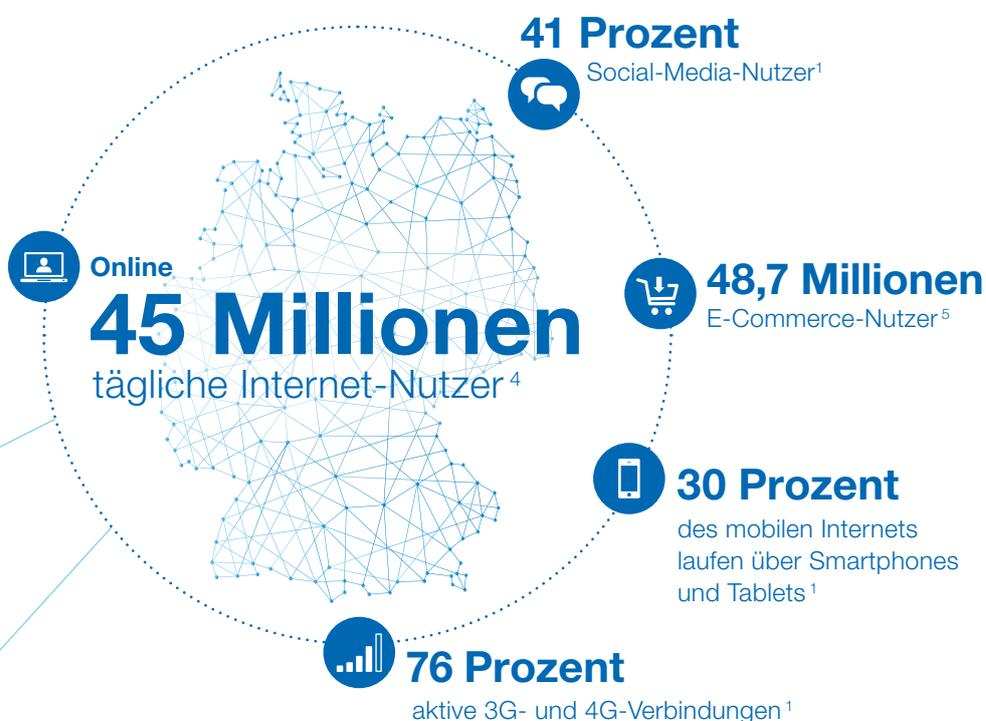 41 Prozent
Social-Media-Nutzer¹
Online
45 Millionen
tägliche Internet-Nutzer⁴
48,7 Millionen
E-Commerce-Nutzer⁵
30 Prozent
des mobilen Internets
laufen über Smartphones
und Tablets¹
76 Prozent
aktive 3G- und 4G-Verbindungen¹